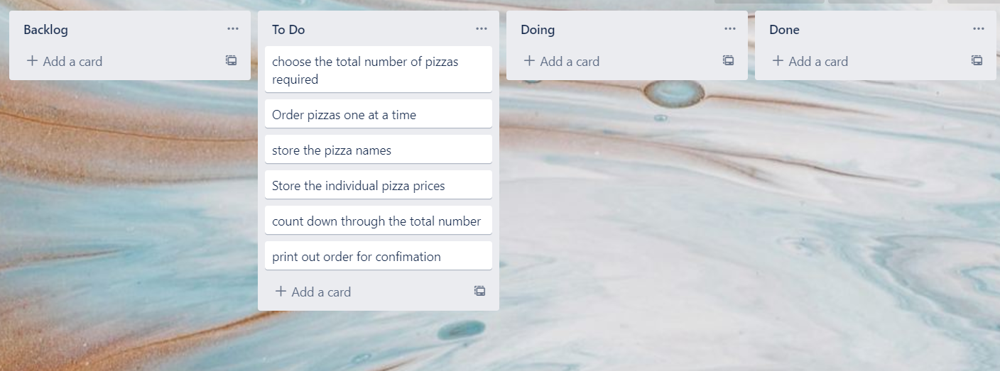 Backlog
Add a card
To Do
choose the total number of pizzas
required
Order pizzas one at a time
store the pizza names
Store the individual pizza prices
count down through the total number
print out order for confimation
Add a card
Doing
Add a card
Done
Add a card